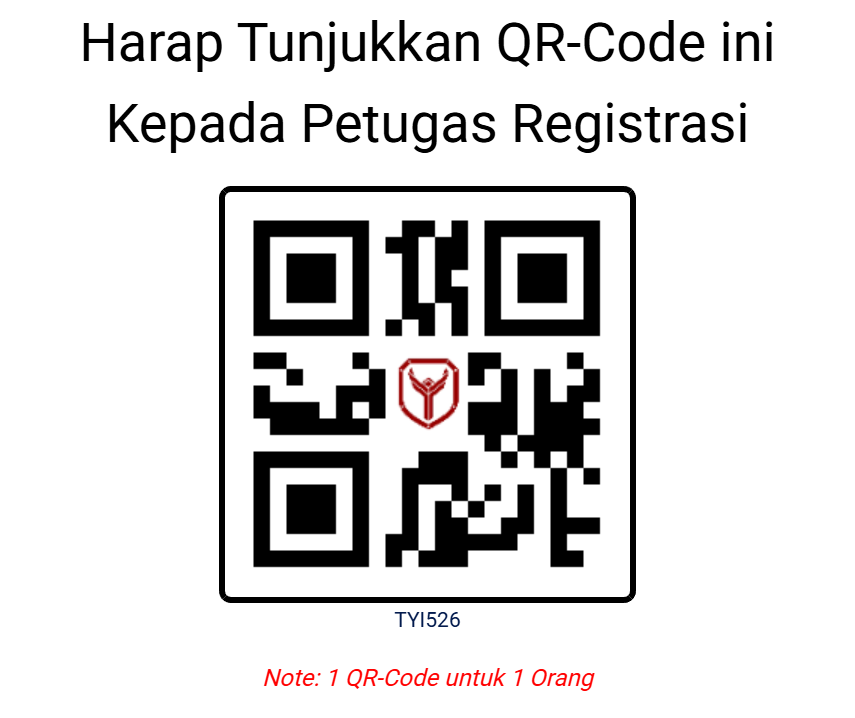 Harap Tunjukkan QR-Code ini
Kepada Petugas Registrasi
TYI526
Note: 1 QR-Code untuk 1 Orang